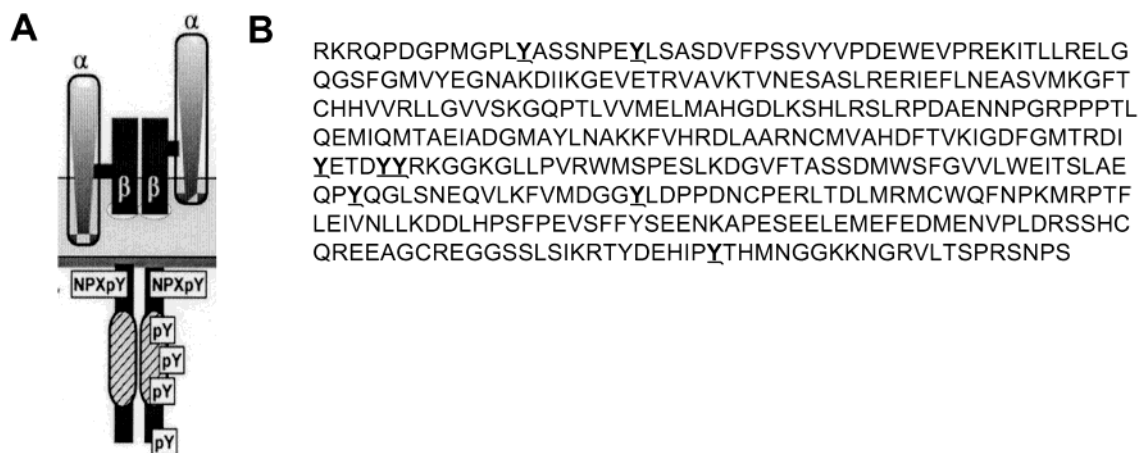 A
α
α
β
β
NPXpY
NPXpY
pY
pY
pY
pY
B
RKRQPDGPMGPLYASSNPEYLSASDVFPSSVYVPDEWEVPREKITLLRELG
QGSFGMVYEGNAKDIIKGEVETRVAVKTVNESASLRERIEFLNEASVMKGFT
CHHVVRLLGVVSKGQPTLVVMELMAHGDLKSHLRSLRPDAENNPGRPPPTL
QEMIQMTAEIADGMAYLNAKKFVHRDLAARNCMVAHDFTVKIGDFGMTRDI
YETDYYRKGGKGLLPVRWMSPESLKDGVFTASSDMWSFGVVLWEITSLAE
QPYQGLSNEQVLKFVMDGGYLDPPDNCPERLTDLMRMCWQFNPKMRPTF
LEIVNLLKDDLHPSFPEVSFFYSEENKAPESEELEMEFEDMENVPLDRSSHC
QREEAGCREGGSSLSIKRTYDEHIPYTHMNGGKKNGRVLTSPRSNPS